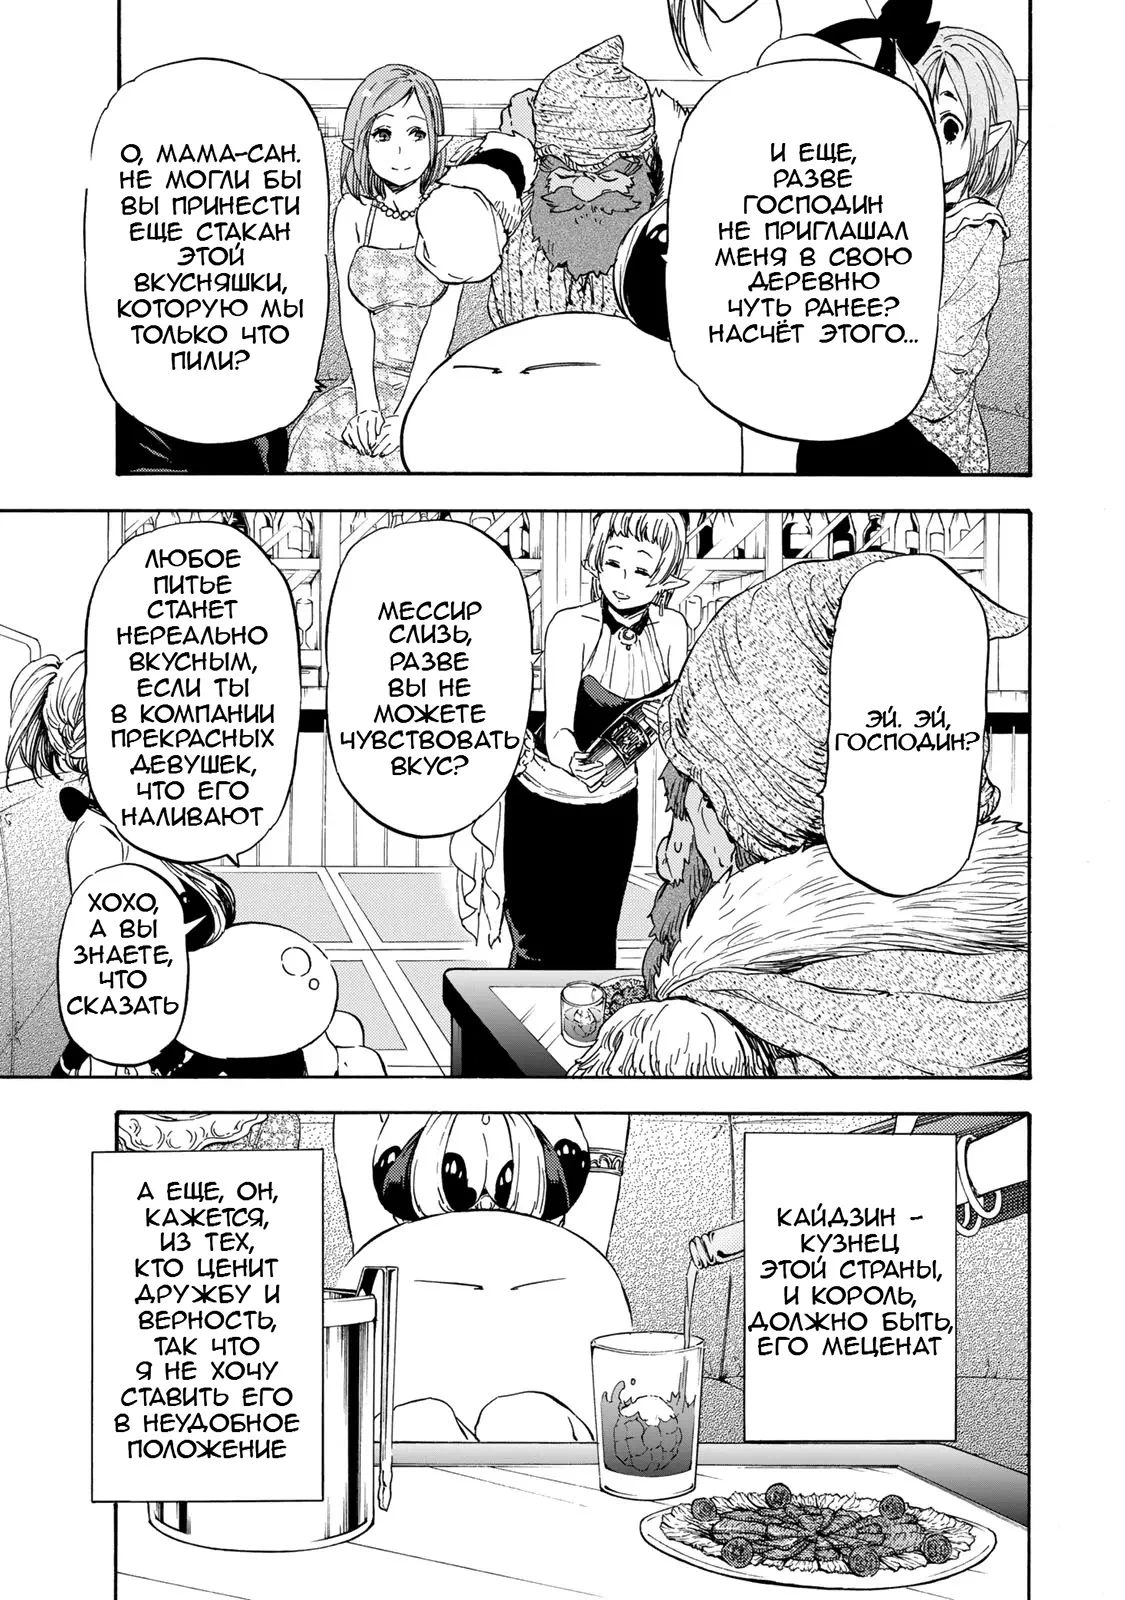 И ЕЩЕ,
РАЗВЕ
ГОСПОДИН
НЕ ПРИГЛАШАЛ
МЕНЯ В СВОЮ
ДЕРЕВНЮ
ЧУТЬ РАНЕЕ?
НАСЧЁТ ЭТОГО...
О, МАМА-САН.
НЕ МОГЛИ БЫ
ВЫ ПРИНЕСТИ
ЕЩЕ СТАКАН
ЭТОЙ
ВКУСНЯШКИ,
КОТОРУЮ МЫ
ТОЛЬКО ЧТО
ПИЛИ?
ЭЙ. ЭЙ,
ГОСПОДИН?
МЕССИР
СЛИЗЬ,
РАЗВЕ
ВЫ НЕ
МОЖЕТЕ
ЧУВСТВОВАТЬ
ВКУС?
ЛЮБОЕ
ПИТЬЕ
СТАНЕТ
НЕРЕАЛЬНО
ВКУСНЫМ,
ЕСЛИ ТЫ
В КОМПАНИИ
ПРЕКРАСНЫХ
ДЕВУШЕК,
ЧТО ЕГО
НАЛИВАЮТ
ХОХО,
А ВЫ
ЗНАЕТЕ,
ЧТО
СКАЗАТЬ
КАЙДЗИН -
КУЗНЕЦ
ЭТОЙ СТРАНЫ,
И КОРОЛЬ,
ДОЛЖНО БЫТЬ,
ЕГО МЕЦЕНАТ
А ЕЩЕ, ОН,
КАЖЕТСЯ,
ИЗ ТЕХ,
КТО ЦЕНИТ
ДРУЖБУ И
ВЕРНОСТЬ,
ТАК ЧТО
Я НЕ ХОЧУ
СТАВИТЬ ЕГО
В НЕУДОБНОЕ
ПОЛОЖЕНИЕ